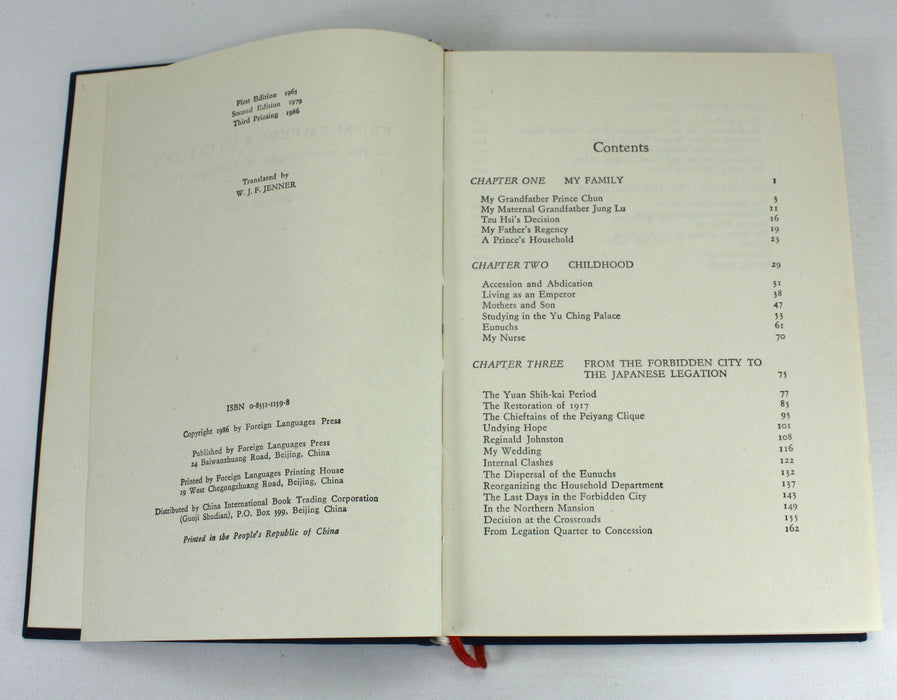 First Edition 1965
Second Edition 1979
Third Printing 1986
Translated by
W. J. F. JENNER
ISBN 0-8351-1159-8
Copyright 1986 by Foreign Languages Press
Published by Foreign Languages Press
24 Baiwanzhuang Road, Beijing, China
Printed by Foreign Languages Printing House
19 West Chegongzhuang Road, Beijing, China
Distributed by China International Book Trading Corporation
(Guoji Shudian), P.O. Box 399, Beijing China
Printed in the People's Republic of China
Contents
CHAPTER ONE MY FAMILY 1
My Grandfather Prince Chun 3
My Maternal Grandfather Jung Lu 11
Tzu Hsi's Decision 16
My Father's Regency 19
A Prince's Household 23
CHAPTER TWO CHILDHOOD 29
Accession and Abdication 31
Living as an Emperor 38
Mothers and Son 47
Studying in the Yu Ching Palace 53
Eunuchs 61
My Nurse 70
CHAPTER THREE FROM THE FORBIDDEN CITY TO
THE JAPANESE LEGATION 75
The Yuan Shih-kai Period 77
The Restoration of 1917 85
The Chieftains of the Peiyang Clique 95
Undying Hope 101
Reginald Johnston 108
My Wedding 116
Internal Clashes 122
The Dispersal of the Eunuchs 132
Reorganizing the Household Department 137
The Last Days in the Forbidden City 143
In the Northern Mansion 149
Decision at the Crossroads 155
From Legation Quarter to Concession 162